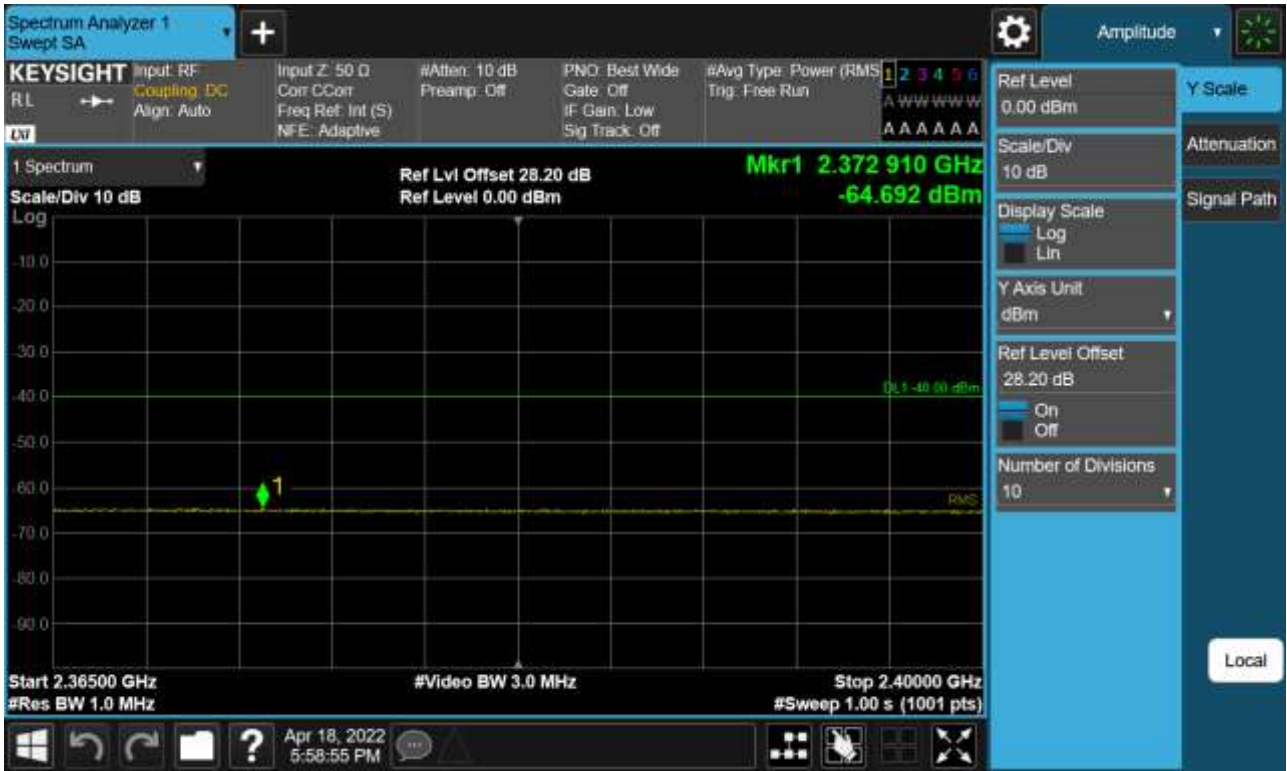 Spectrum Analyzer 1
Swept SA
+
Amplitude
KEYSIGHT
RL
LXI
Input: RF
Coupling: DC
Align: Auto
Input Z: 50 Ω
Corr CCorr
Freq Ref: Int (S)
NFE: Adaptive
#Atten: 10 dB
Preamp: Off
PNO: Best Wide
Gate: Off
IF Gain: Low
Sig Track: Off
#Avg Type: Power (RMS
Trig: Free Run
1 2 3 4 5 6
A W W W W W
A A A A A A
1 Spectrum
Scale/Div 10 dB
Ref Lvl Offset 28.20 dB
Ref Level 0.00 dBm
Mkr1 2.372 910 GHz
-64.692 dBm
Log
-10.0
-20.0
-30.0
-40.0
DL1 -40.00 dBm
-50.0
-60.0
1
RMS
-70.0
-80.0
-90.0
Start 2.36500 GHz
#Video BW 3.0 MHz
Stop 2.40000 GHz
#Res BW 1.0 MHz
#Sweep 1.00 s (1001 pts)
Ref Level
0.00 dBm
Scale/Div
10 dB
Display Scale
Log
Lin
Y Axis Unit
dBm
Ref Level Offset
28.20 dB
On
Off
Number of Divisions
10
Y Scale
Attenuation
Signal Path
Local
?
Apr 18, 2022
5:58:55 PM